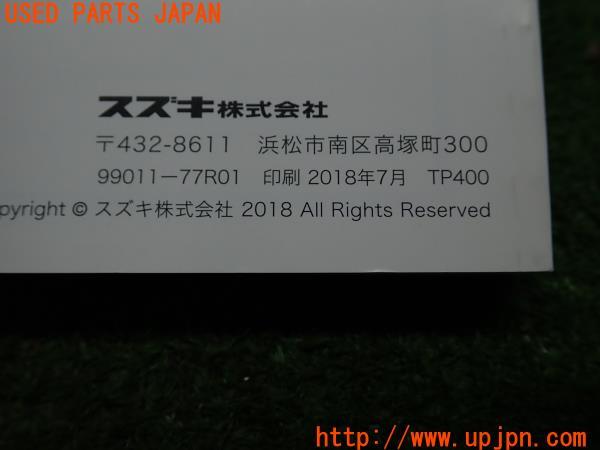 USED PARTS JAPAN
スズキ株式会社
〒432-8611 浜松市南区高塚町300
99011-77R01 印刷 2018年7月 TP400
pyright © スズキ株式会社 2018 All Rights Reserved
http://www.upjpn.com/